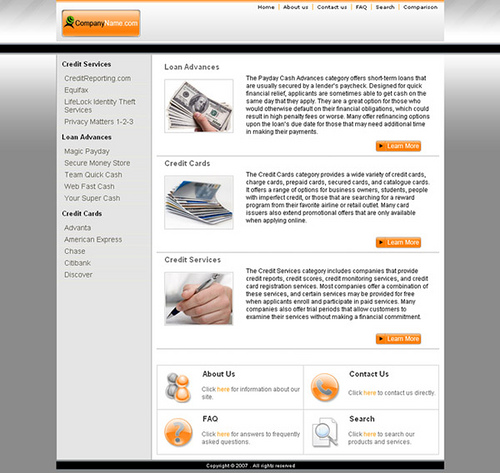 Home | About us | Contact us | FAQ | Search | Comparison
CompanyName.com
Credit Services
CreditReporting.com
Equifax
LifeLock Identity Theft
Services
Privacy Matters 1-2-3
Loan Advances
Magic Payday
Secure Money Store
Team Quick Cash
Web Fast Cash
Your Super Cash
Credit Cards
Advanta
American Express
Chase
Citibank
Discover
Loan Advances
The Payday Cash Advances category offers short-term loans that
are usually secured by a lender's paycheck. Designed for quick
financial relief, applicants are sometimes able to get cash on the
same day that they apply. They are a great option for those who
would otherwise default on their financial obligations, which could
result in high penalty fees or worse. Many offer refinancing options
upon the loan's due date for those that may need additional time
in making their payments.
Learn More
Credit Cards
The Credit Cards category provides a wide variety of credit cards,
charge cards, prepaid cards, secured cards, and catalogue cards.
It offers a range of options for business owners, students, people
with imperfect credit, or those that are searching for a reward
program from their favorite airline or retail outlet. Many card
issuers also extend promotional offers that are only available
when applying online.
Learn More
Credit Services
The Credit Services category includes companies that provide
credit reports, credit scores, credit monitoring services, and credit
card registration services. Most companies offer a combination of
these services, and certain services may be provided for free
when applicants enroll and participate in paid services. Many
companies also offer trial periods that allow customers to
examine their services without making a financial commitment.
Learn More
About Us
Click here for information about our
site.
Contact Us
Click here to contact us directly.
FAQ
Click here for answers to frequently
asked questions.
Search
Click here to search our
products and services.
Copyright © 2007 . All rights reserved